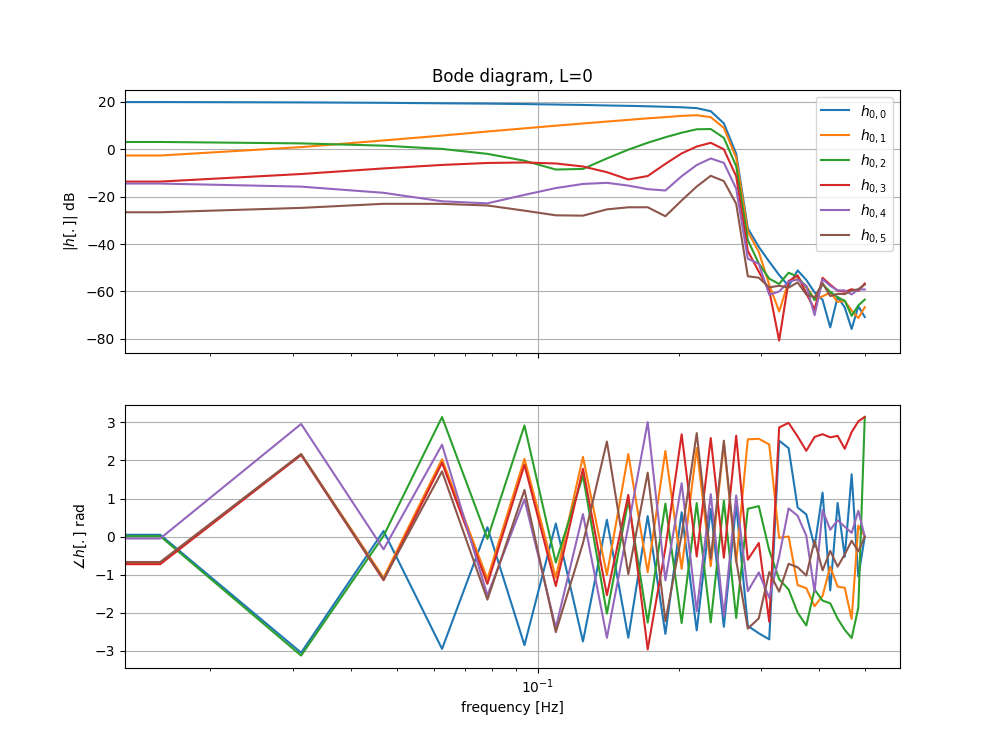 Bode diagram, L=0
|h[.]| dB
20
0
−20
−40
−60
−80
h0,0
h0,1
h0,2
h0,3
h0,4
h0,5
∠h[.] rad
3
2
1
0
−1
−2
−3
10−1
frequency [Hz]